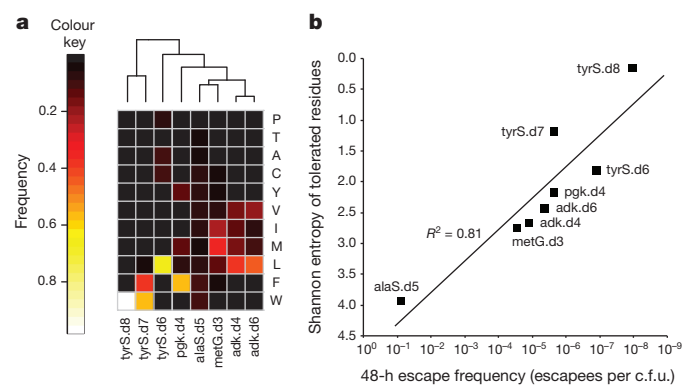 a
Colour
key
Frequency
0.2
0.4
0.6
0.8
P
T
A
C
Y
V
I
M
L
F
W
tyrS.d8
tyrS.d7
tyrS.d6
pgk.d4
alaS.d5
metG.d3
adk.d4
adk.d6
b
Shannon entropy of tolerated residues
0.0
0.5
1.0
1.5
2.0
2.5
3.0
3.5
4.0
4.5
tyrS.d8
tyrS.d7
tyrS.d6
pgk.d4
adk.d6
adk.d4
metG.d3
R² = 0.81
alaS.d5
10⁰ 10⁻¹ 10⁻² 10⁻³ 10⁻⁴ 10⁻⁵ 10⁻⁶ 10⁻⁷ 10⁻⁸ 10⁻⁹
48-h escape frequency (escapees per c.f.u.)